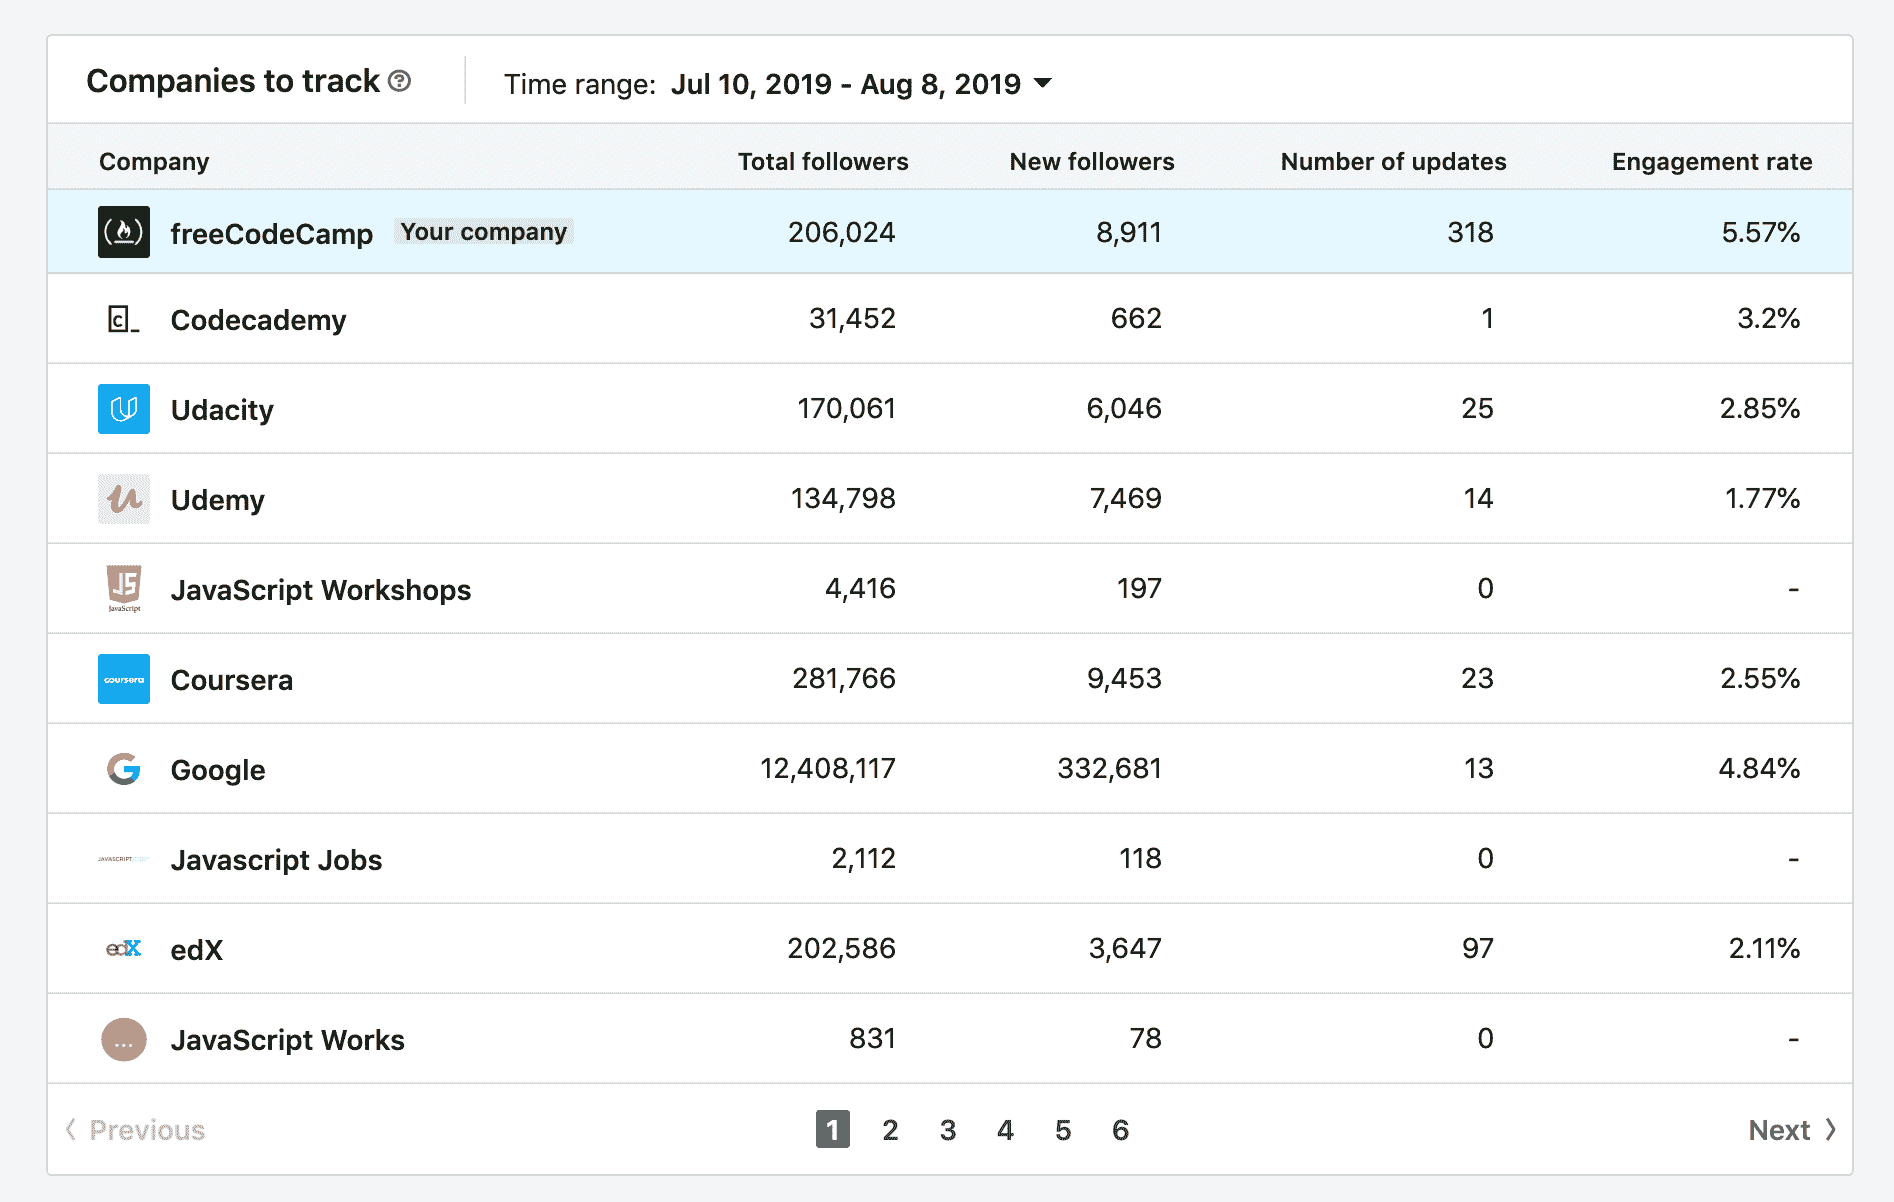 Companies to track ?
Time range: Jul 10, 2019 - Aug 8, 2019
Company Total followers New followers Number of updates Engagement rate
freeCodeCamp Your company 206,024 8,911 318 5.57%
Codecademy 31,452 662 1 3.2%
Udacity 170,061 6,046 25 2.85%
Udemy 134,798 7,469 14 1.77%
JS JavaScript JavaScript Workshops 4,416 197 0 -
coursera Coursera 281,766 9,453 23 2.55%
G Google 12,408,117 332,681 13 4.84%
JAVASCRIPT Javascript Jobs 2,112 118 0 -
edX edX 202,586 3,647 97 2.11%
... JavaScript Works 831 78 0 -
Previous 1 2 3 4 5 6 Next